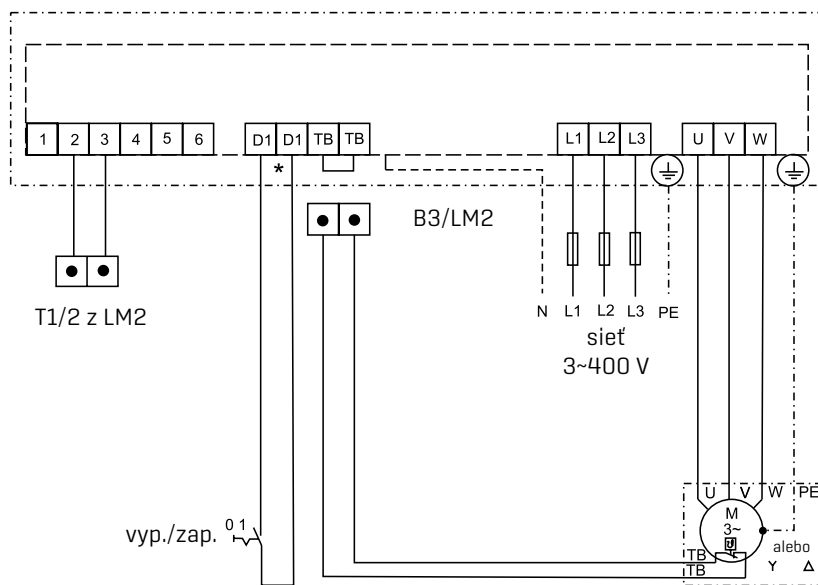 1 2 3 4 5 6 D1 D1 TB TB L1 L2 L3 U V W
*
B3/LM2
T1/2 z LM2
N L1 L2 L3 PE
sieť
3~400 V
U V W PE
M
3~
vyp./zap. 0 1
alebo
TB
TB
Y Δ